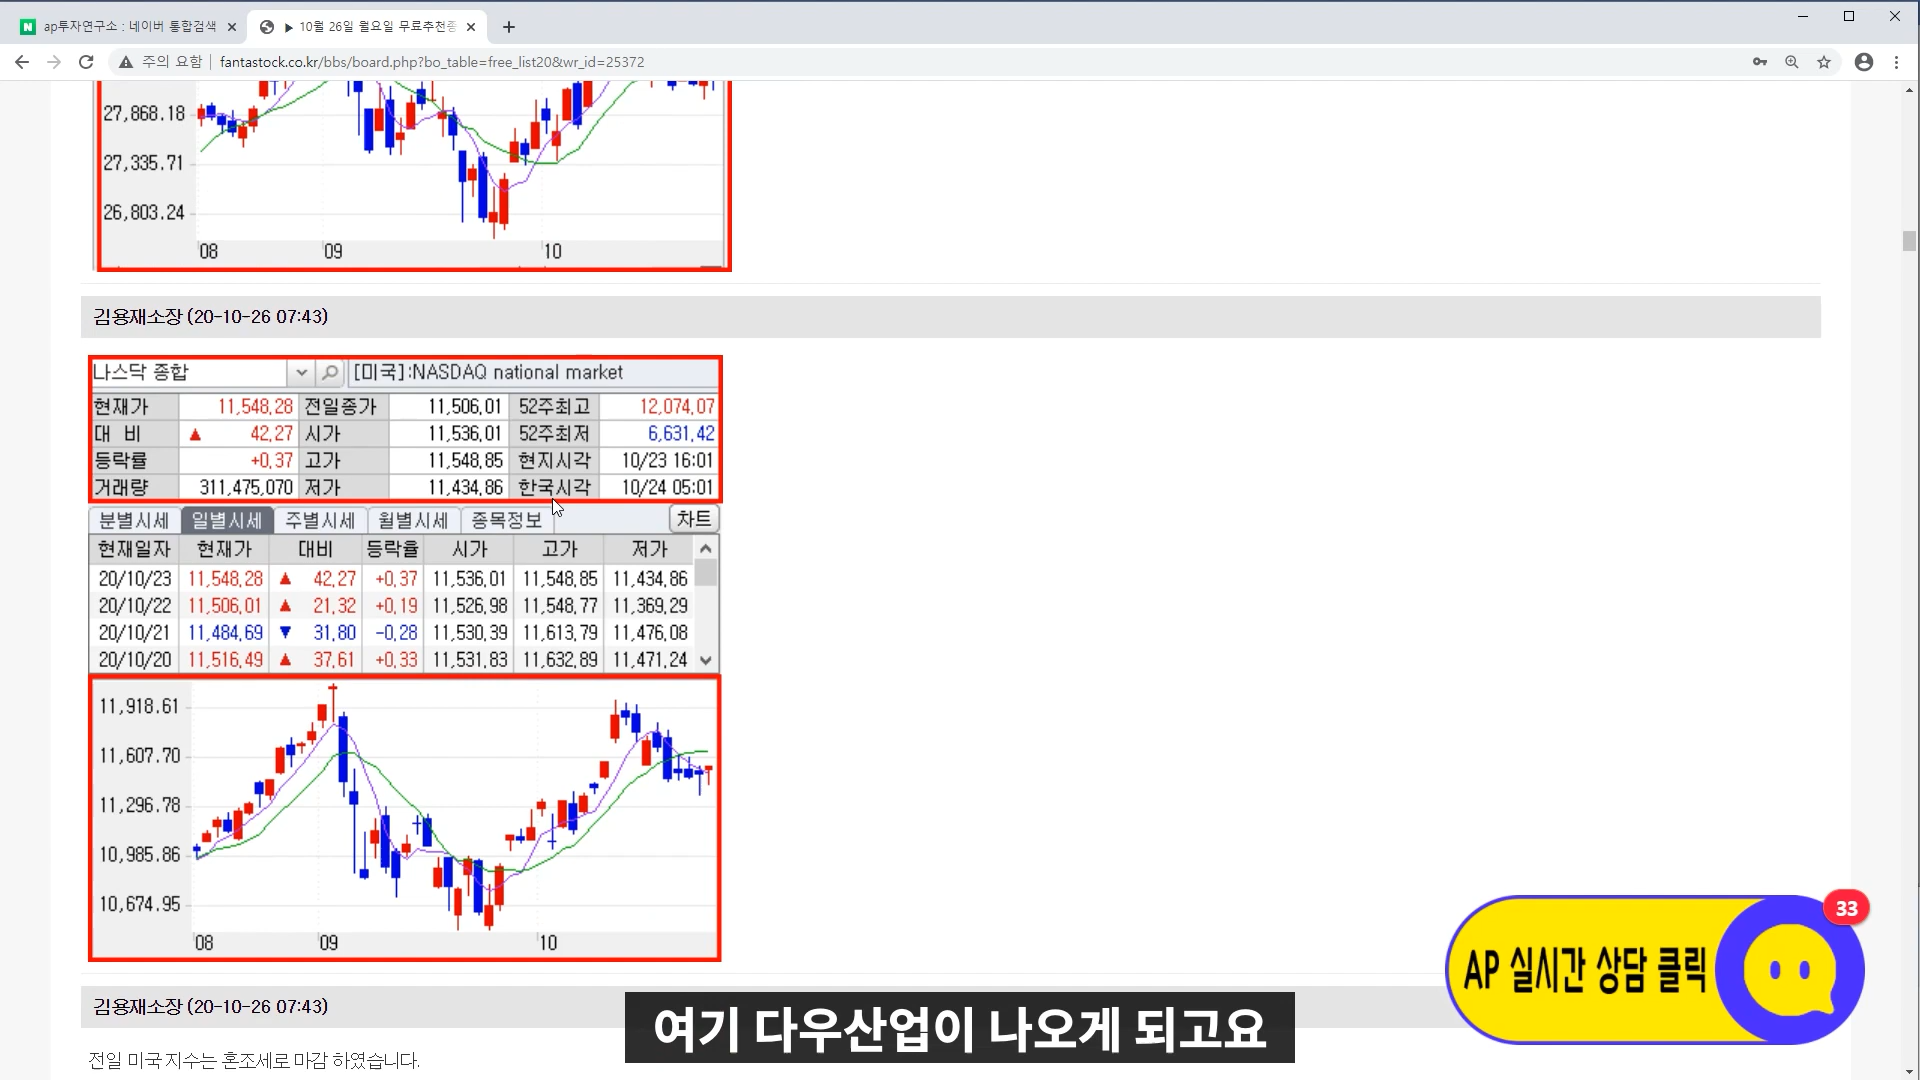 ap투자연구소 : 네이버 통합검색
▶ 10월 26일 월요일 무료추천종
주의 요함 | fantastock.co.kr/bbs/board.php?bo_table=free_list20&wr_id=25372
27,868.18
27,335.71
26,803.24
08 09 10
김용재소장 (20-10-26 07:43)
나스닥 종합 [미국]:NASDAQ national market
현재가 11,548.28 전일종가 11,506.01 52주최고 12,074.07
대 비 ▲ 42.27 시가 11,536.01 52주최저 6,631.42
등락률 +0.37 고가 11,548.85 현지시각 10/23 16:01
거래량 311,475,070 저가 11,434.86 한국시각 10/24 05:01
분별시세 일별시세 주별시세 월별시세 종목정보 차트
현재일자 현재가 대비 등락율 시가 고가 저가
20/10/23 11,548.28 ▲ 42.27 +0.37 11,536.01 11,548.85 11,434.86
20/10/22 11,506.01 ▲ 21.32 +0.19 11,526.98 11,548.77 11,369.29
20/10/21 11,484.69 ▼ 31.80 -0.28 11,530.39 11,613.79 11,476.08
20/10/20 11,516.49 ▲ 37.61 +0.33 11,531.83 11,632.89 11,471.24
11,918.61
11,607.70
11,296.78
10,985.86
10,674.95
08 09 10
33
AP 실시간 상담 클릭
김용재소장 (20-10-26 07:43)
여기 다우산업이 나오게 되고요
전일 미국 지수는 혼조세로 마감 하였습니다.